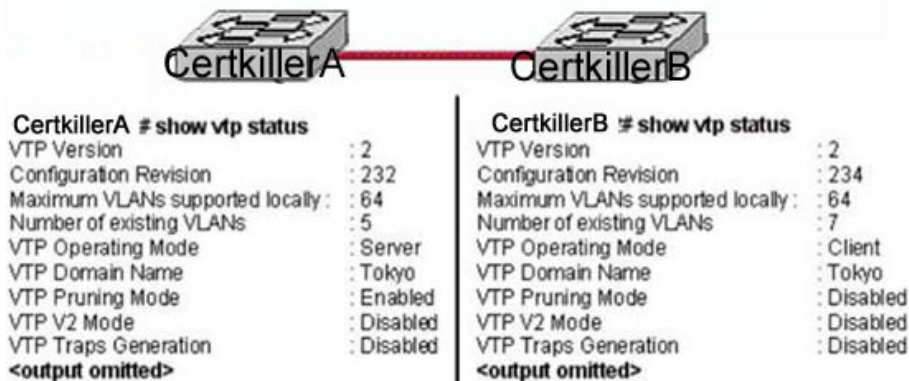 CertkillerA
CertkillerB
CertkillerA # show vtp status
VTP Version : 2
Configuration Revision : 232
Maximum VLANs supported locally : 64
Number of existing VLANs : 5
VTP Operating Mode : Server
VTP Domain Name : Tokyo
VTP Pruning Mode : Enabled
VTP V2 Mode : Disabled
VTP Traps Generation : Disabled
<output omitted>
CertkillerB # show vtp status
VTP Version : 2
Configuration Revision : 234
Maximum VLANs supported locally : 64
Number of existing VLANs : 7
VTP Operating Mode : Client
VTP Domain Name : Tokyo
VTP Pruning Mode : Disabled
VTP V2 Mode : Disabled
VTP Traps Generation : Disabled
<output omitted>